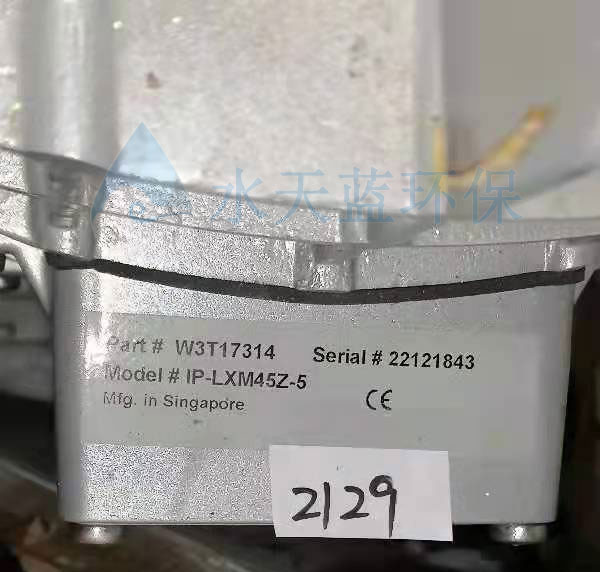 水天蓝环保
Part # W3T17314 Serial # 22121843
Model # IP-LXM45Z-5
Mfg. in Singapore CE
2129